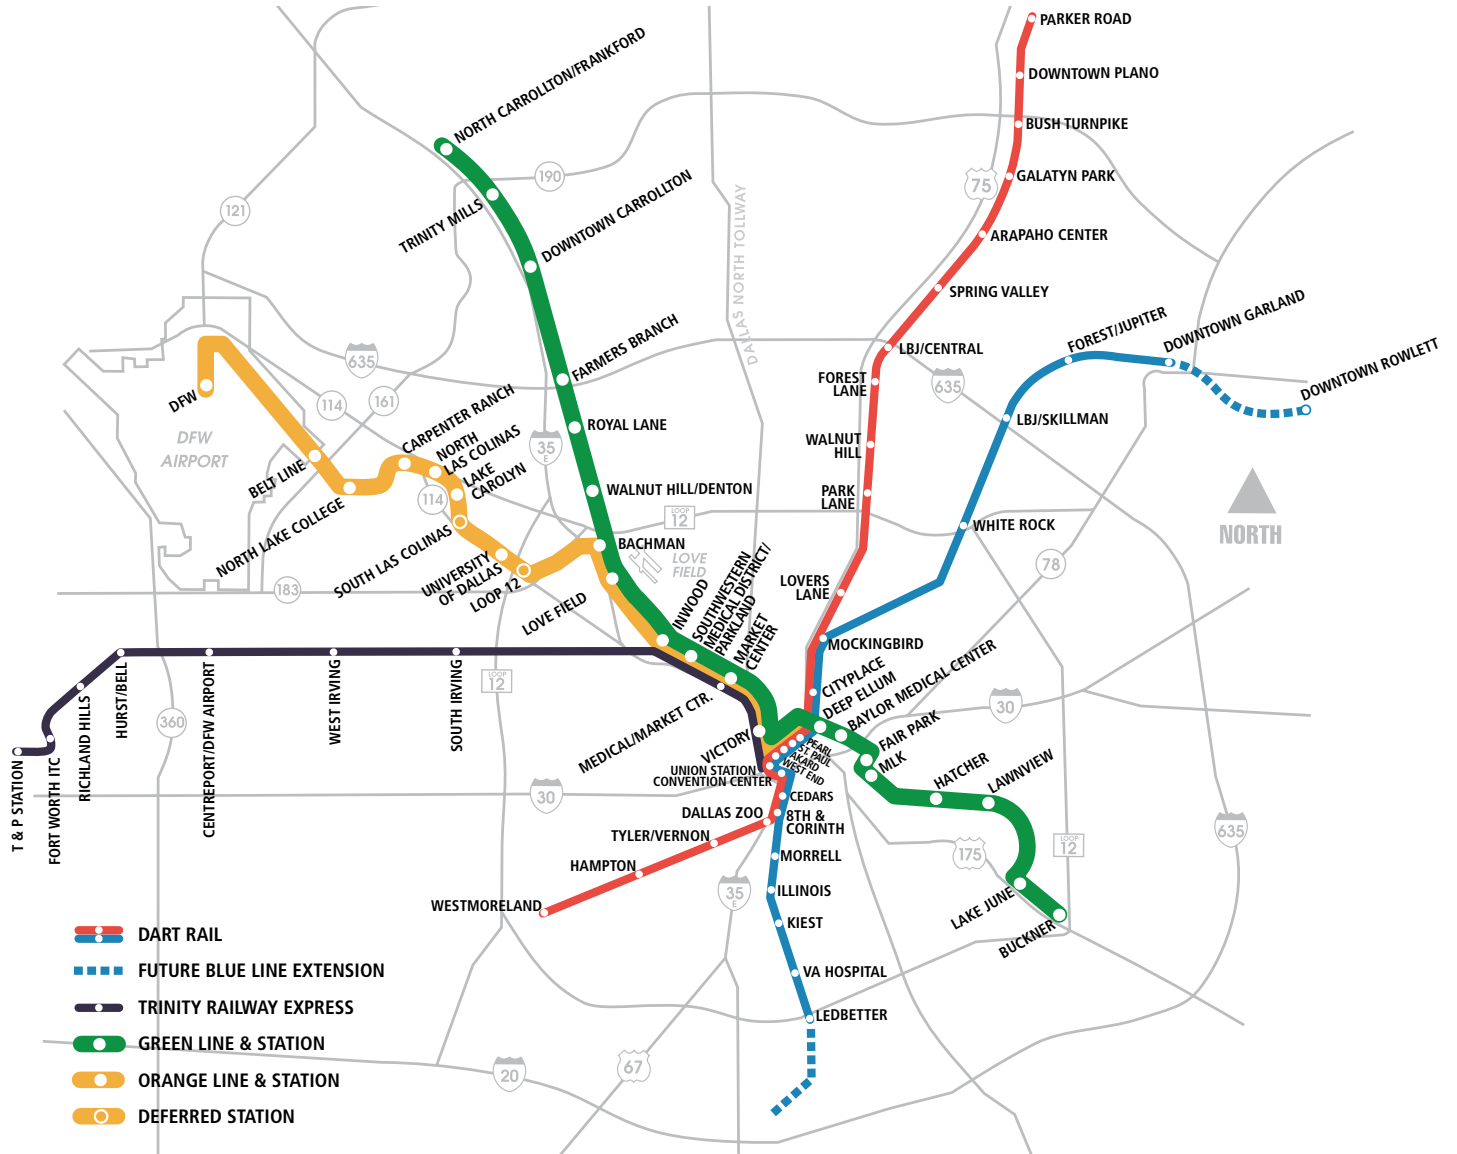 PARKER ROAD
DOWNTOWN PLANO
BUSH TURNPIKE
GALATYN PARK
ARAPAHO CENTER
SPRING VALLEY
LBJ/CENTRAL
FOREST
LANE
WALNUT
HILL
PARK
LANE
LOVERS
LANE
MOCKINGBIRD
CITYPLACE
FOREST/JUPITER
DOWNTOWN GARLAND
DOWNTOWN ROWLETT
LBJ/SKILLMAN
WHITE ROCK
NORTH CARROLLTON/FRANKFORD
TRINITY MILLS
DOWNTOWN CARROLLTON
FARMERS BRANCH
ROYAL LANE
WALNUT HILL/DENTON
BACHMAN
LOVE FIELD
INWOOD
SOUTHWESTERN
MEDICAL DISTRICT/
PARKLAND
MARKET
CENTER
VICTORY
DFW
BELT LINE
NORTH LAKE COLLEGE
CARPENTER RANCH
NORTH
LAS COLINAS
LAKE
CAROLYN
SOUTH LAS COLINAS
UNIVERSITY
OF DALLAS
LOOP 12
DFW
AIRPORT
LOVE
FIELD
DALLAS NORTH TOLLWAY
NORTH
121
190
75
635
114
161
35
E
635
114
LOOP
12
183
78
LOOP
12
360
30
30
635
175
LOOP
12
35
E
67
20
T & P STATION
FORT WORTH ITC
RICHLAND HILLS
HURST/BELL
CENTREPORT/DFW AIRPORT
WEST IRVING
SOUTH IRVING
MEDICAL/MARKET CTR.
DEEP ELLUM
BAYLOR MEDICAL CENTER
FAIR PARK
MLK
HATCHER
LAWNVIEW
LAKE JUNE
BUCKNER
PEARL
ST. PAUL
AKARD
WEST END
UNION STATION
CONVENTION CENTER
CEDARS
DALLAS ZOO
8TH &
CORINTH
TYLER/VERNON
HAMPTON
WESTMORELAND
MORRELL
ILLINOIS
KIEST
VA HOSPITAL
LEDBETTER
DART RAIL
FUTURE BLUE LINE EXTENSION
TRINITY RAILWAY EXPRESS
GREEN LINE & STATION
ORANGE LINE & STATION
DEFERRED STATION